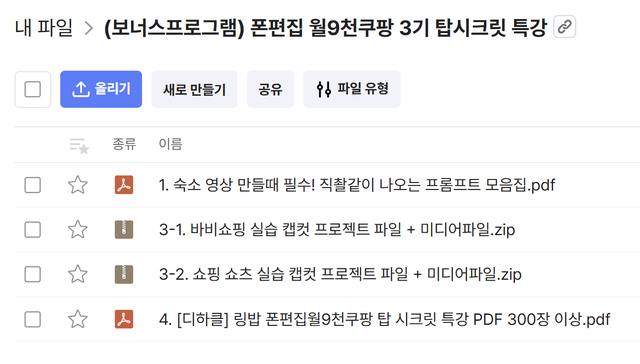 내 파일 > (보너스프로그램) 폰편집 월9천쿠팡 3기 탑시크릿 특강
올리기 새로 만들기 공유 파일 유형
종류 이름
1. 숙소 영상 만들때 필수! 직촬같이 나오는 프롬프트 모음집.pdf
3-1. 바비쇼핑 실습 캡컷 프로젝트 파일 + 미디어파일.zip
3-2. 쇼핑 쇼츠 실습 캡컷 프로젝트 파일 + 미디어파일.zip
4. [디하클] 링밥 폰편집월9천쿠팡 탑 시크릿 특강 PDF 300장 이상.pdf